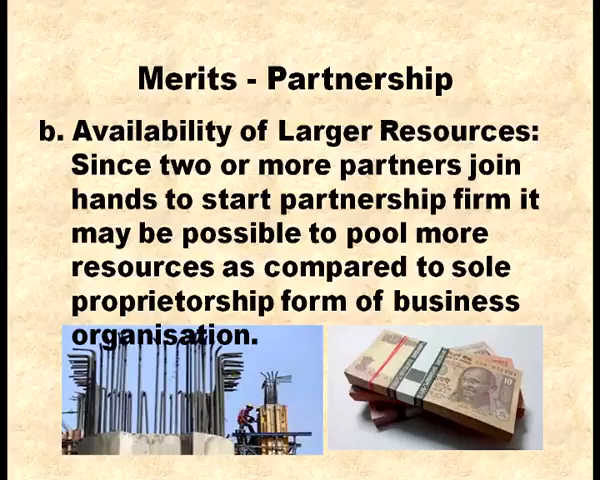 Merits - Partnership
b. Availability of Larger Resources:
Since two or more partners join
hands to start partnership firm it
may be possible to pool more
resources as compared to sole
proprietorship form of business
organisation.
10